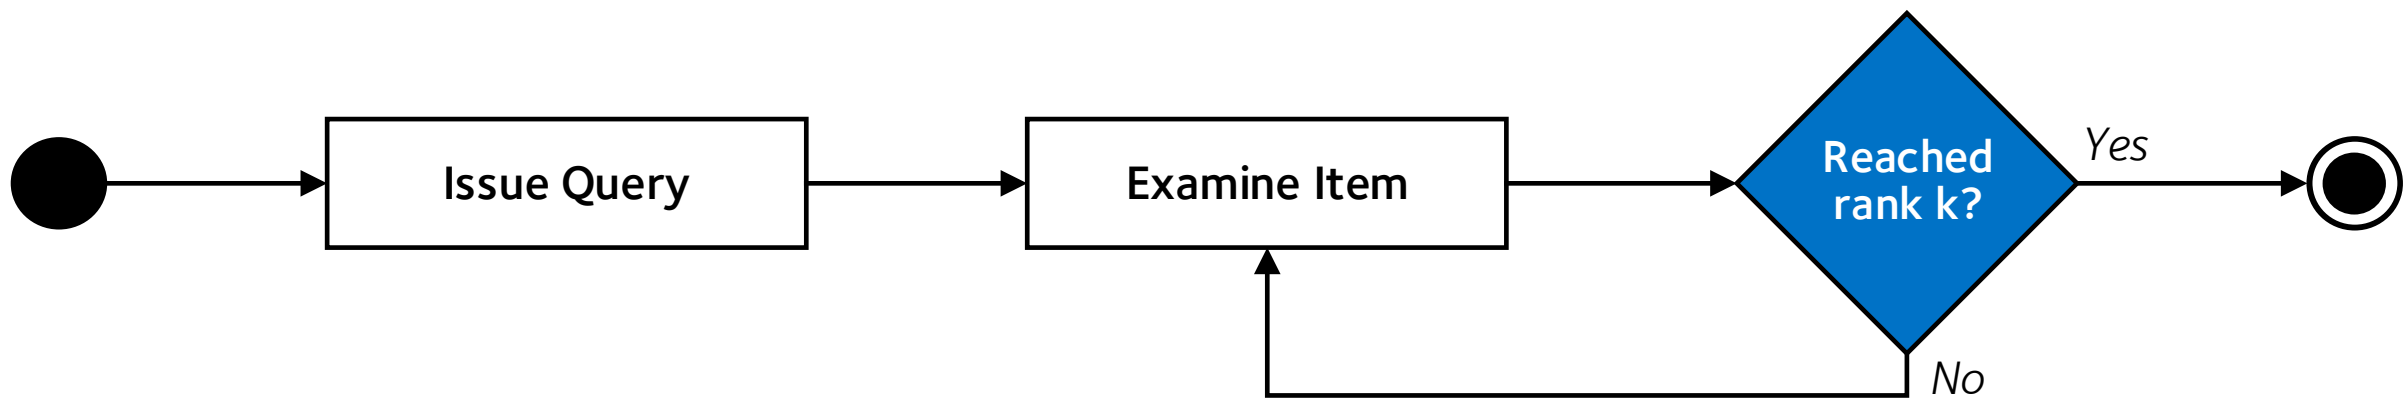 Issue Query
Examine Item
Reached
rank k?
Yes
No